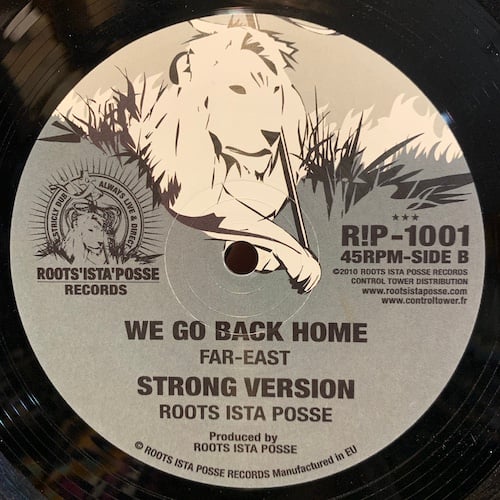 STRICTLY DUB
ALWAYS LIVE & DIRECT
ROOTS'ISTA'POSSE
RECORDS
R!P-1001
45RPM-SIDE B
©2010 ROOTS ISTA POSSE RECORDS
CONTROL TOWER DISTRIBUTION
www.rootsistaposse.com
www.controltower.fr
WE GO BACK HOME
FAR-EAST
STRONG VERSION
ROOTS ISTA POSSE
Produced by
ROOTS ISTA POSSE
© ROOTS ISTA POSSE RECORDS Manufactured in EU